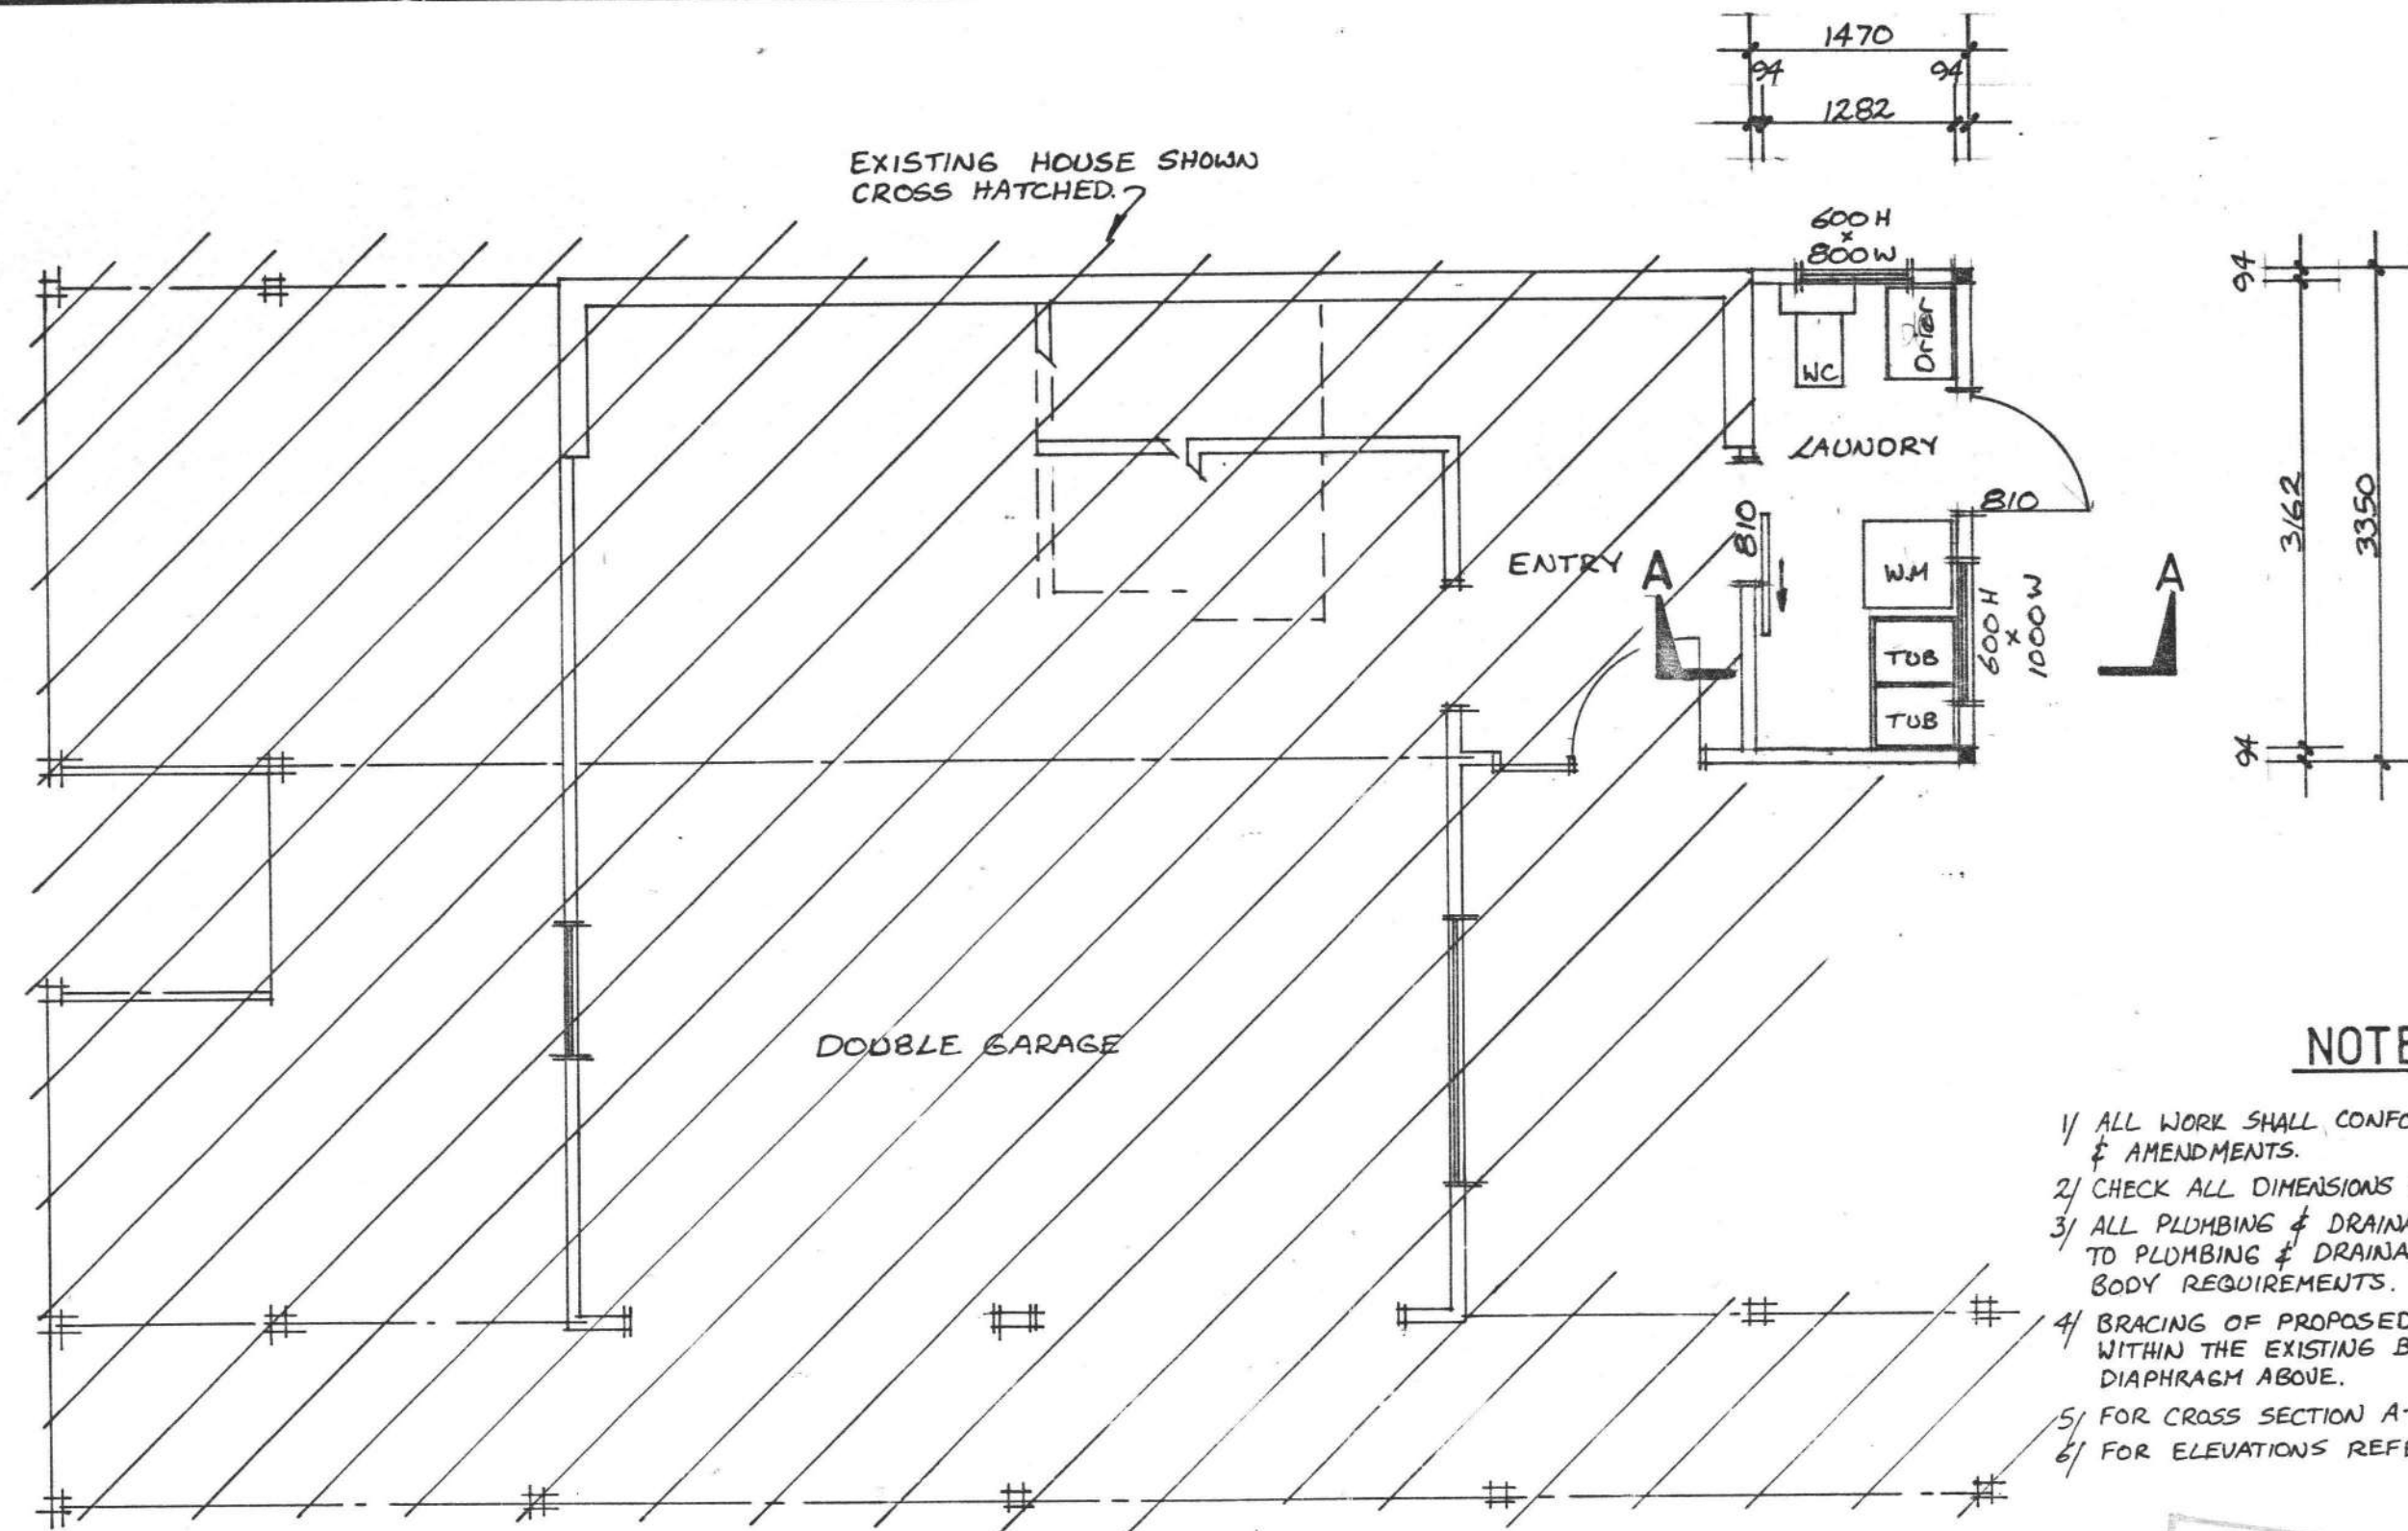 1470
94 94
1282
EXISTING HOUSE SHOWN
CROSS HATCHED.
600 H
x
800 W
94
WC
Drier
LAUNDRY
810
810
3162
3350
ENTRY
A
A
W.M
600 H
x
1000 W
TUB
TUB
94
DOUBLE GARAGE
NOTE
1/ ALL WORK SHALL CONFO
& AMENDMENTS.
2/ CHECK ALL DIMENSIONS
3/ ALL PLUMBING & DRAINA
TO PLUMBING & DRAINA
BODY REQUIREMENTS.
4/ BRACING OF PROPOSED
WITHIN THE EXISTING B
DIAPHRAGM ABOVE.
5/ FOR CROSS SECTION A-
6/ FOR ELEVATIONS REFE